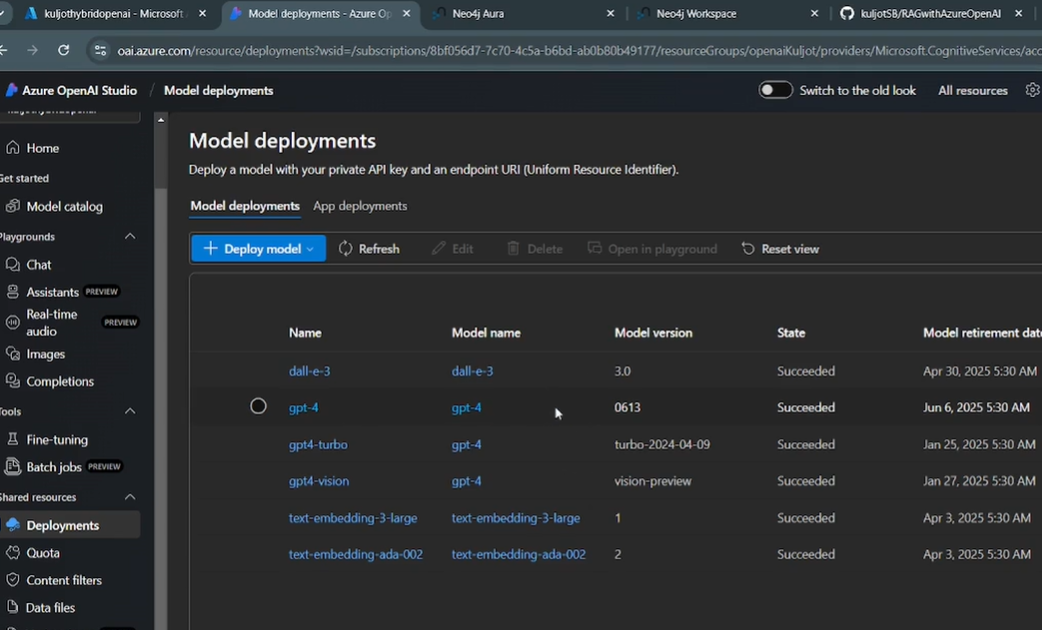 kuljothybridopenai - Microsoft
Model deployments - Azure Op
Neo4j Aura
Neo4j Workspace
kuljotSB/RAGwithAzureOpenAI
oai.azure.com/resource/deployments?wsid=/subscriptions/8bf056d7-7c70-4c5a-b6bd-ab0b80b49177/resourceGroups/openaiKuljot/providers/Microsoft.CognitiveServices/acc
Azure OpenAI Studio / Model deployments
Switch to the old look
All resources
kuljothybridopenai
Home
Get started
Model catalog
Playgrounds
Chat
Assistants PREVIEW
Real-time audio PREVIEW
Images
Completions
Tools
Fine-tuning
Batch jobs PREVIEW
Shared resources
Deployments
Quota
Content filters
Data files
Model deployments
Deploy a model with your private API key and an endpoint URI (Uniform Resource Identifier).
Model deployments App deployments
+ Deploy model Refresh Edit Delete Open in playground Reset view
Name Model name Model version State Model retirement date
dall-e-3 dall-e-3 3.0 Succeeded Apr 30, 2025 5:30 AM
gpt-4 gpt-4 0613 Succeeded Jun 6, 2025 5:30 AM
gpt4-turbo gpt-4 turbo-2024-04-09 Succeeded Jan 25, 2025 5:30 AM
gpt4-vision gpt-4 vision-preview Succeeded Jan 27, 2025 5:30 AM
text-embedding-3-large text-embedding-3-large 1 Succeeded Apr 3, 2025 5:30 AM
text-embedding-ada-002 text-embedding-ada-002 2 Succeeded Apr 3, 2025 5:30 AM